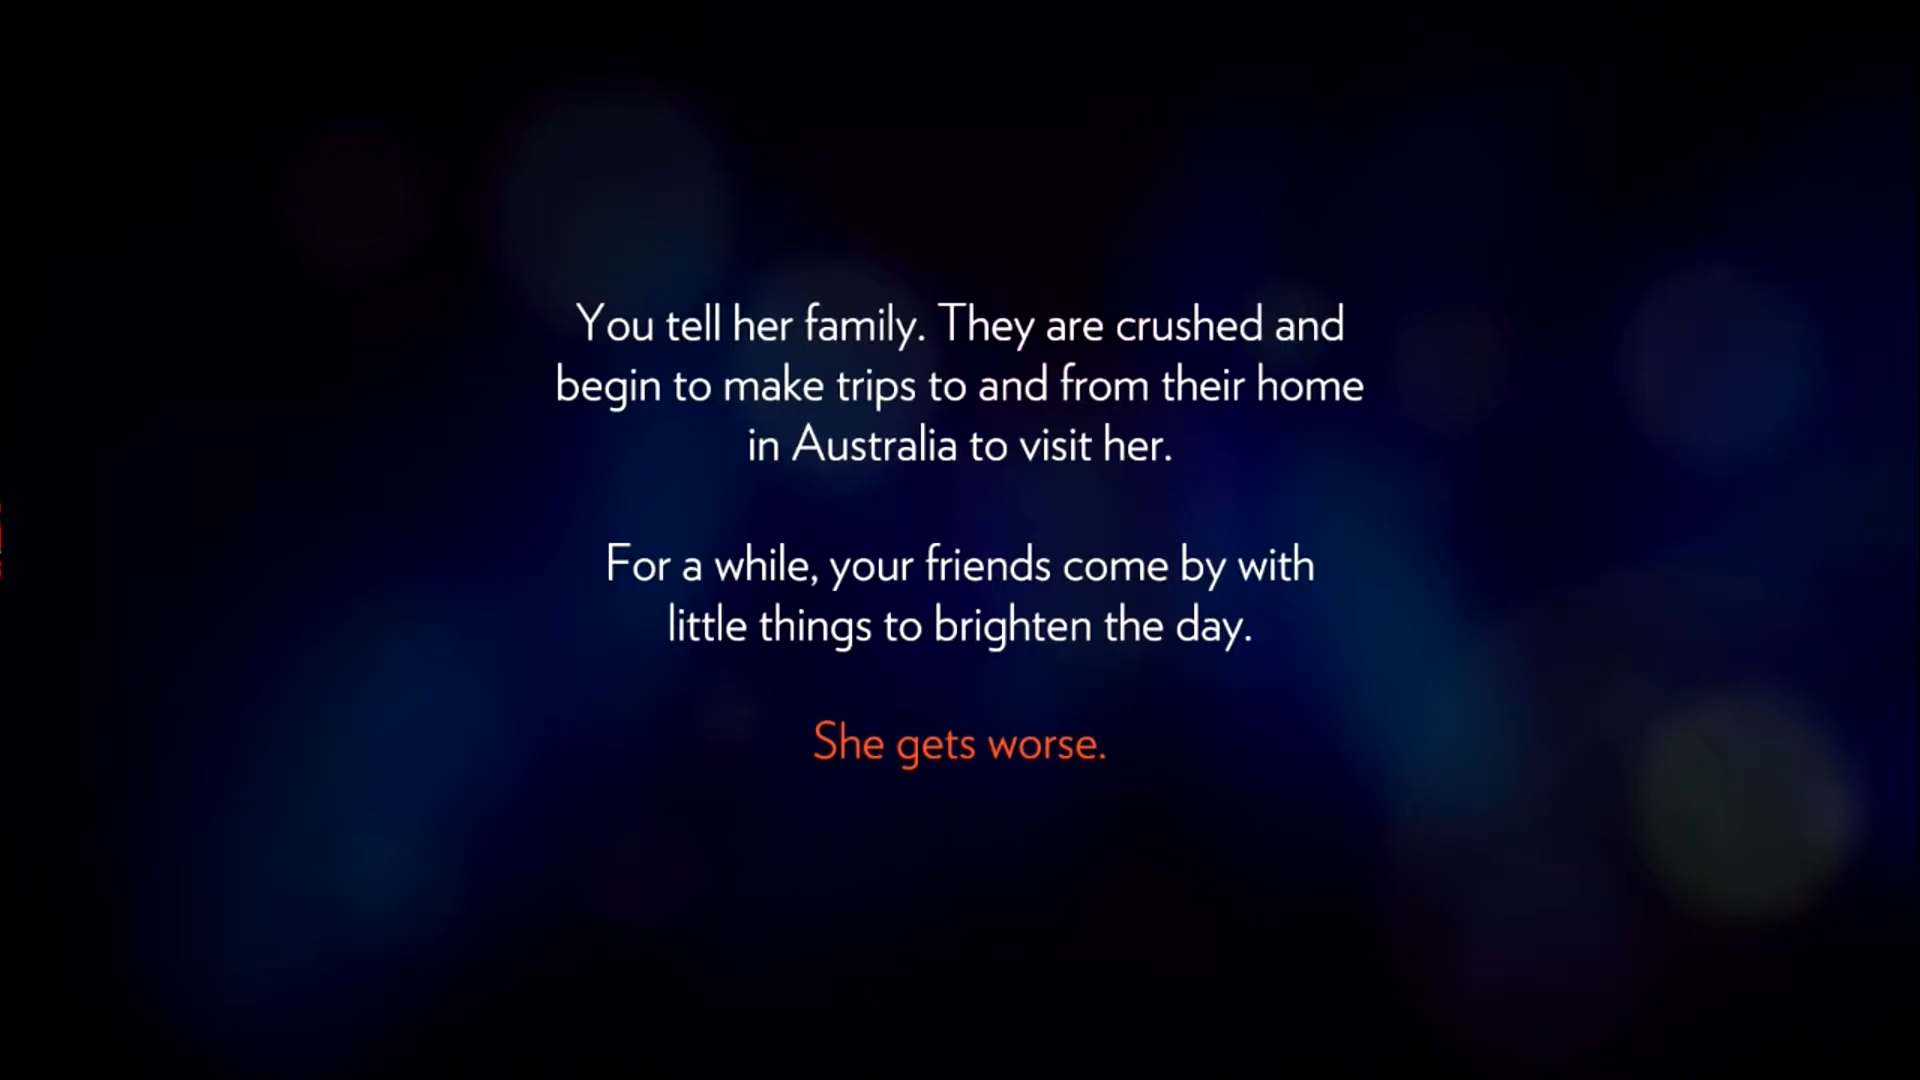 You tell her family. They are crushed and
begin to make trips to and from their home
in Australia to visit her.
For a while, your friends come by with
little things to brighten the day.
She gets worse.